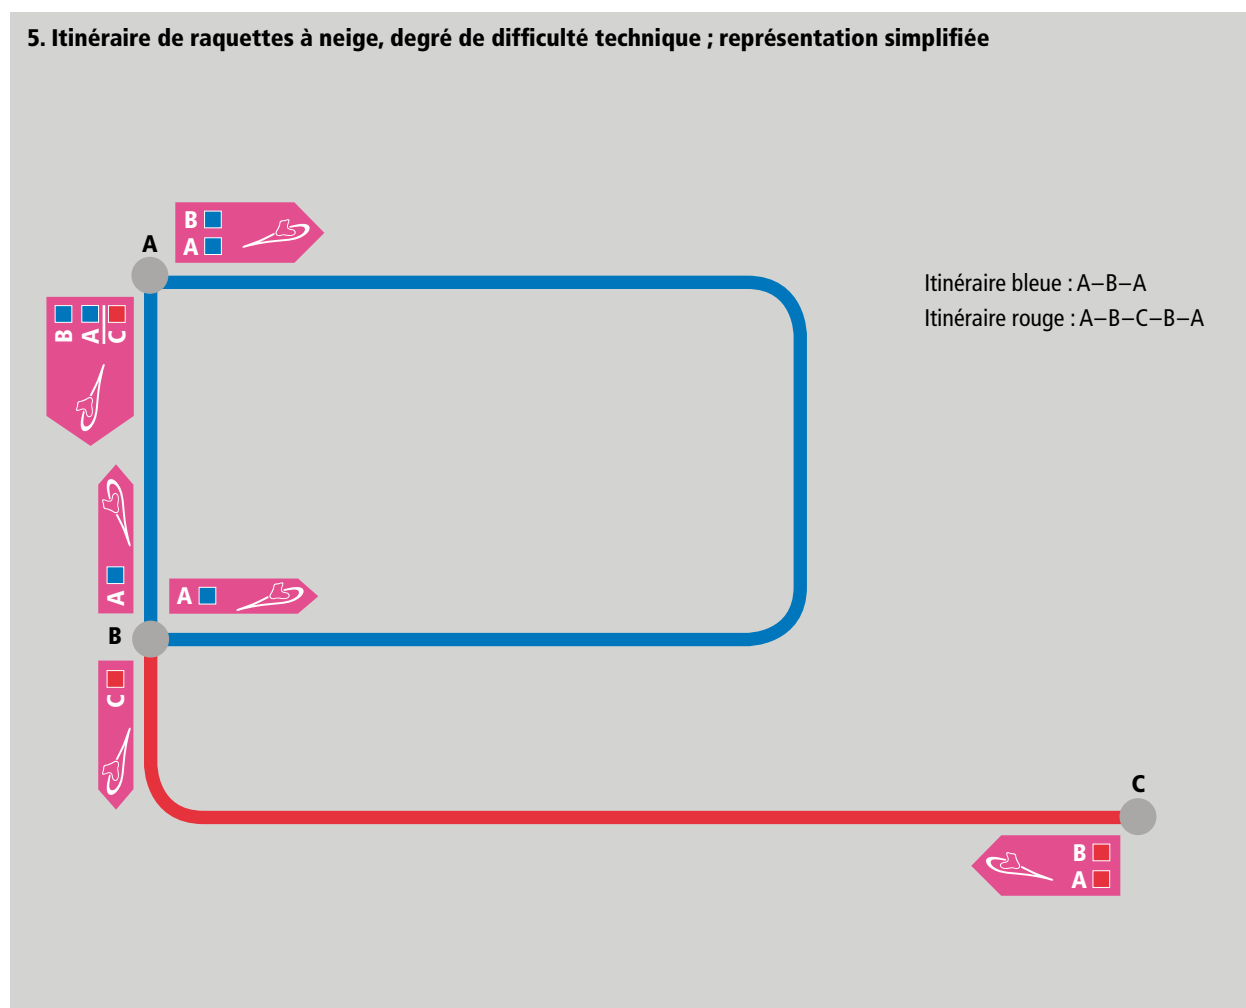 5. Itinéraire de raquettes à neige, degré de difficulté technique ; représentation simplifiée
B
A
A
Itinéraire bleue : A–B–A
Itinéraire rouge : A–B–C–B–A
B
A
C
A
A
B
C
C
B
A